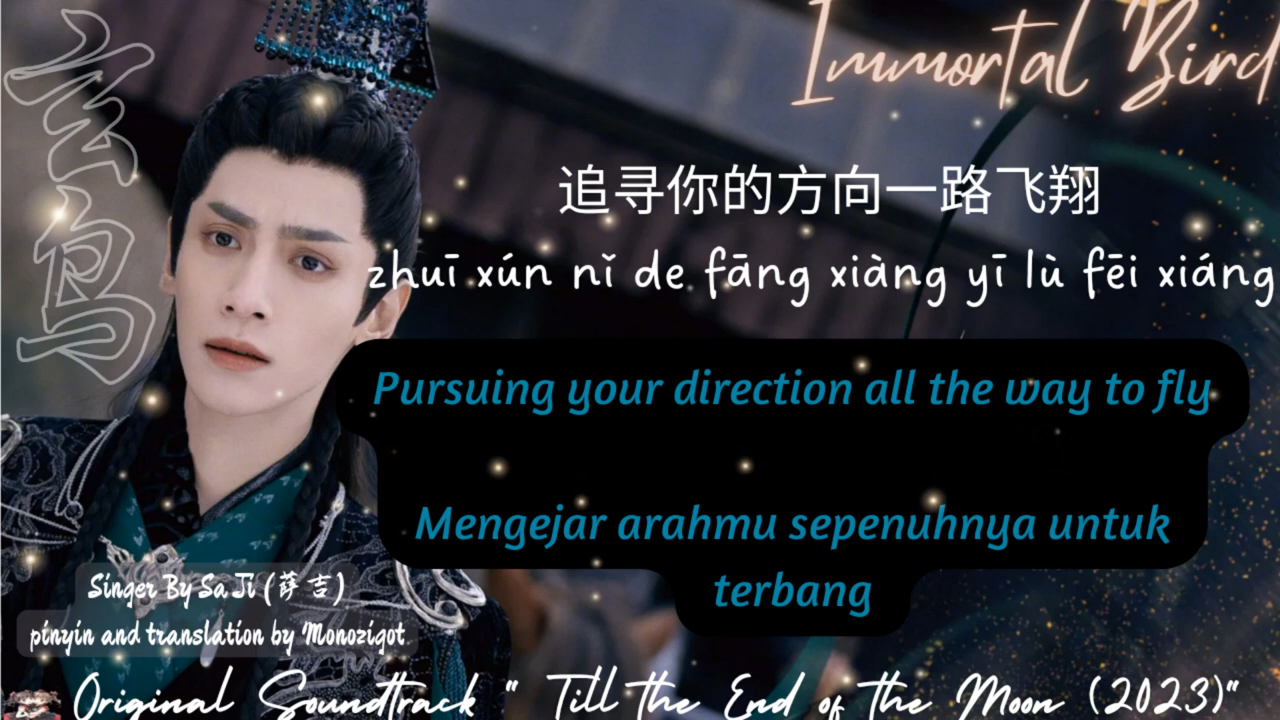 Immortal Bird
玄鸟
追寻你的方向一路飞翔
zhuī xún nǐ de fāng xiàng yī lù fēi xiáng
Pursuing your direction all the way to fly
Mengejar arahmu sepenuhnya untuk
terbang
Singer By Sa Ji (薛吉)
pinyin and translation by Monozigot
Original Soundtrack " Till the End of the Moon (2023)"